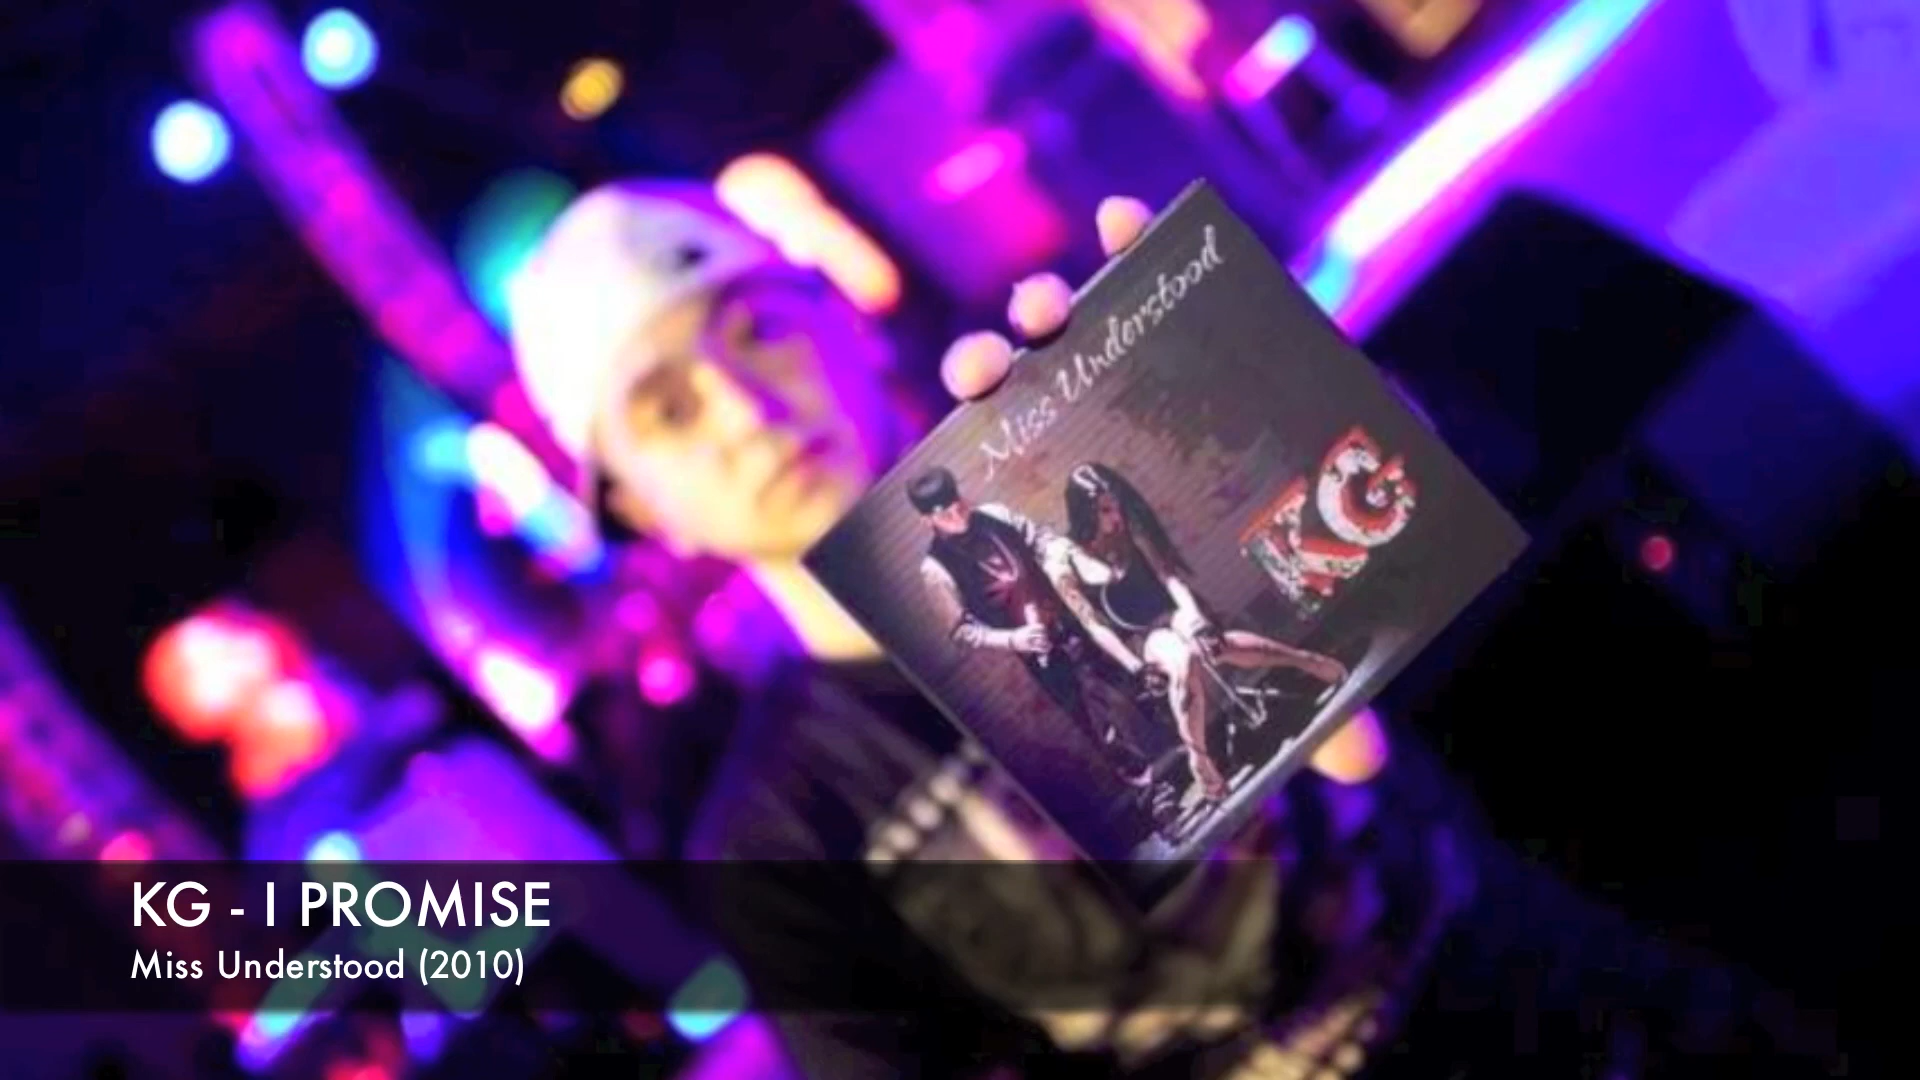 Miss Understood
KG
KG - I PROMISE
Miss Understood (2010)